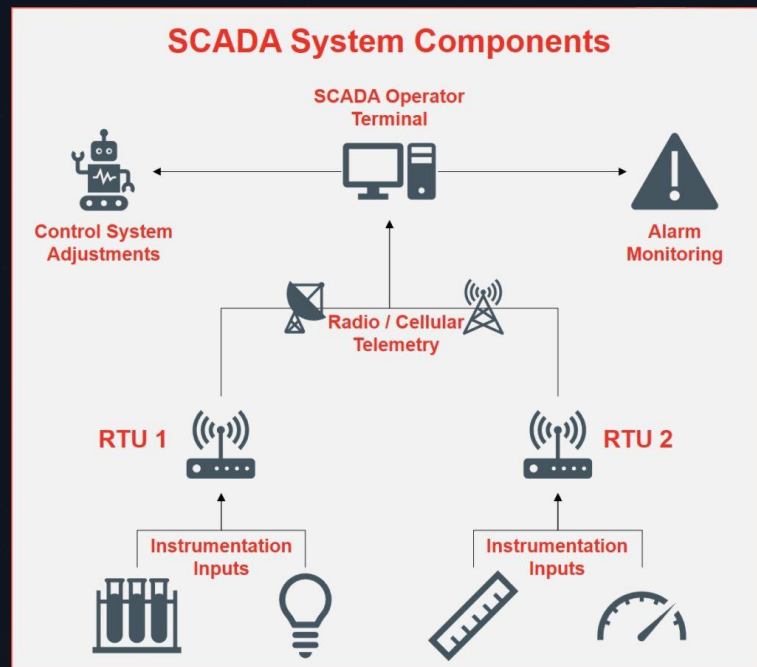 SCADA System Components
SCADA Operator
Terminal
Control System
Adjustments
Alarm
Monitoring
Radio / Cellular
Telemetry
RTU 1
RTU 2
Instrumentation
Inputs
Instrumentation
Inputs